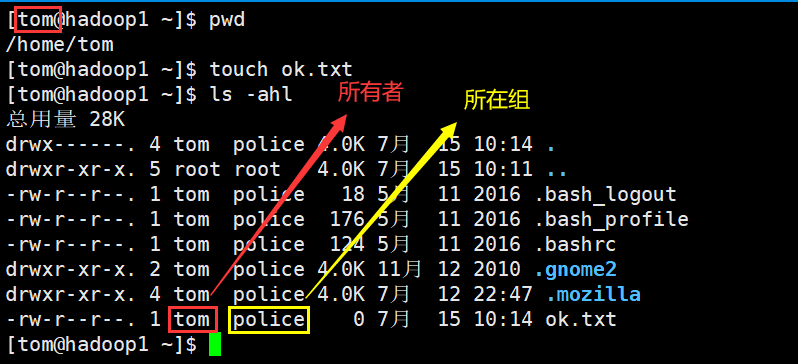 [tom@hadoop1 ~]$ pwd
/home/tom
[tom@hadoop1 ~]$ touch ok.txt
[tom@hadoop1 ~]$ ls -ahl
所有者
所在组
总用量 28K
drwx------. 4 tom  police 4.0K 7月  15 10:14 .
drwxr-xr-x. 5 root root   4.0K 7月  15 10:11 ..
-rw-r--r--. 1 tom  police   18 5月  11 2016 .bash_logout
-rw-r--r--. 1 tom  police  176 5月  11 2016 .bash_profile
-rw-r--r--. 1 tom  police  124 5月  11 2016 .bashrc
drwxr-xr-x. 2 tom  police 4.0K 11月 12 2010 .gnome2
drwxr-xr-x. 4 tom  police 4.0K 7月  12 22:47 .mozilla
-rw-r--r--. 1 tom  police    0 7月  15 10:14 ok.txt
[tom@hadoop1 ~]$